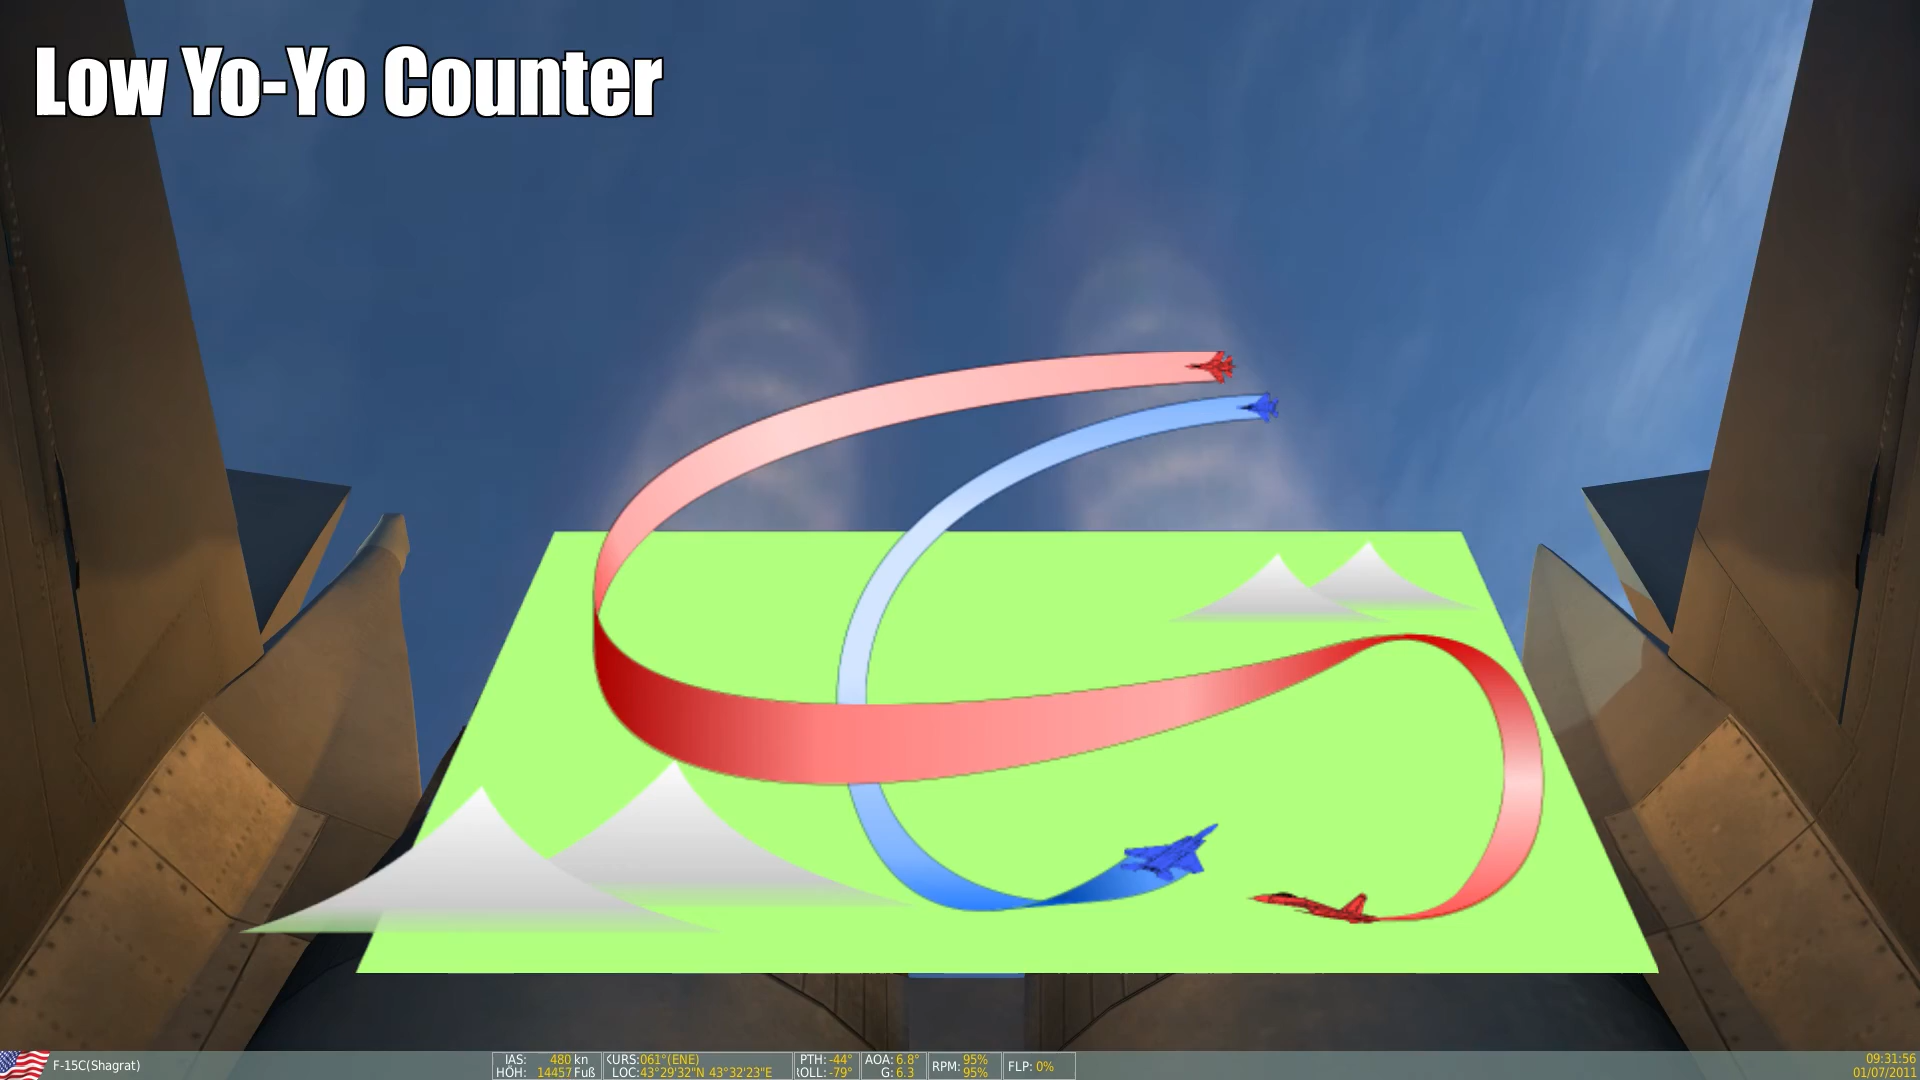 Low Yo-Yo Counter
F-15C(Shagrat)
IAS: 480 kn
HÖH: 14457 Fuß
KURS:061°(ENE)
LOC:43°29'32"N 43°32'23"E
PTH: -44°
ROLL: -79°
AOA: 6.8°
G: 6.3
RPM: 95%
95%
FLP: 0%
09:31:56
01/07/2011